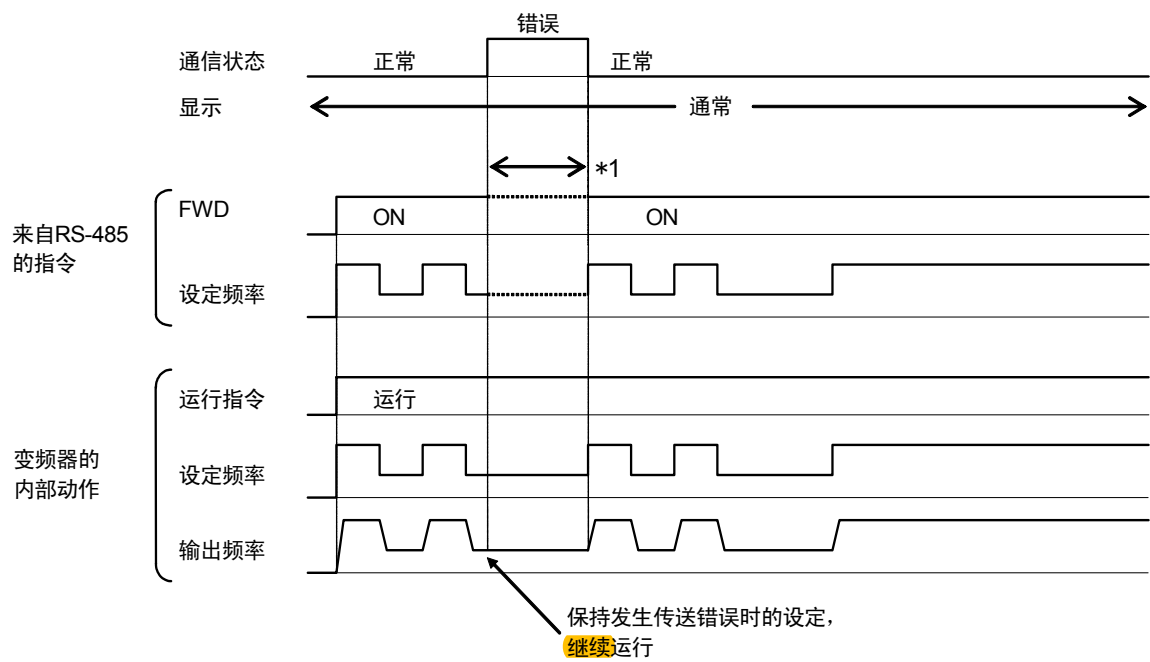 错误
通信状态
正常
正常
显示
通常
*1
来自RS-485
的指令
FWD
ON
ON
设定频率
变频器的
内部动作
运行指令
运行
设定频率
输出频率
保持发生传送错误时的设定，
继续运行